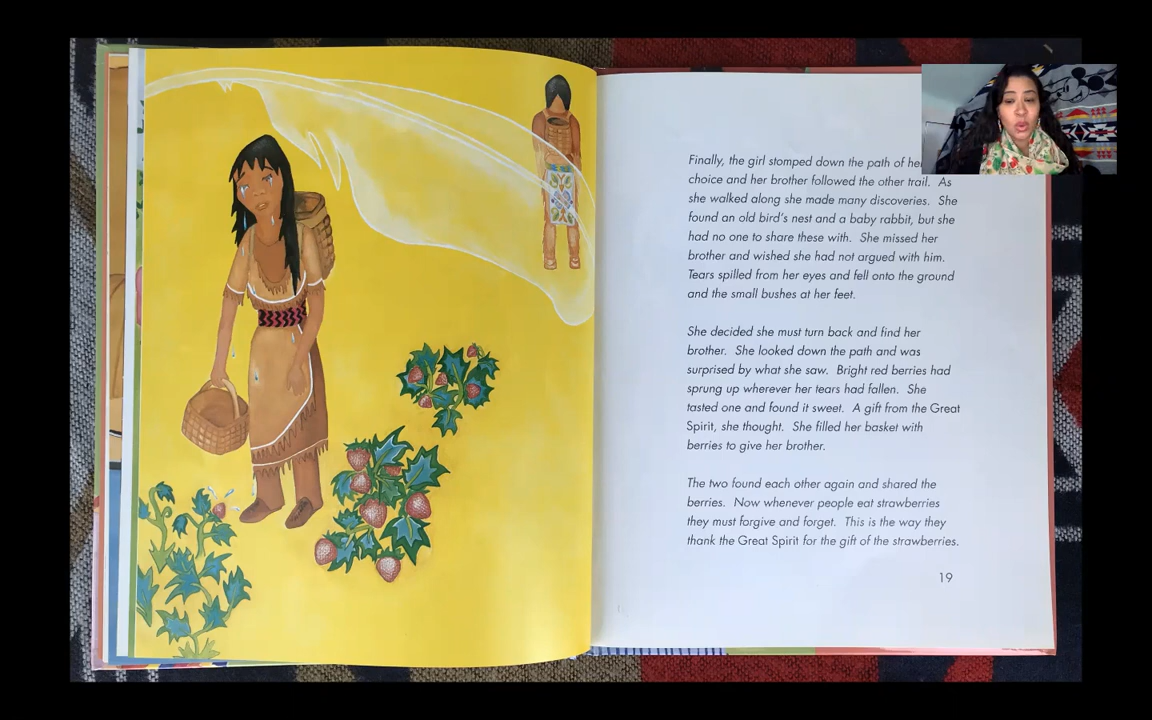 Finally, the girl stomped down the path of her
choice and her brother followed the other trail. As
she walked along she made many discoveries. She
found an old bird's nest and a baby rabbit, but she
had no one to share these with. She missed her
brother and wished she had not argued with him.
Tears spilled from her eyes and fell onto the ground
and the small bushes at her feet.
She decided she must turn back and find her
brother. She looked down the path and was
surprised by what she saw. Bright red berries had
sprung up wherever her tears had fallen. She
tasted one and found it sweet. A gift from the Great
Spirit, she thought. She filled her basket with
berries to give her brother.
The two found each other again and shared the
berries. Now whenever people eat strawberries
they must forgive and forget. This is the way they
thank the Great Spirit for the gift of the strawberries.
19